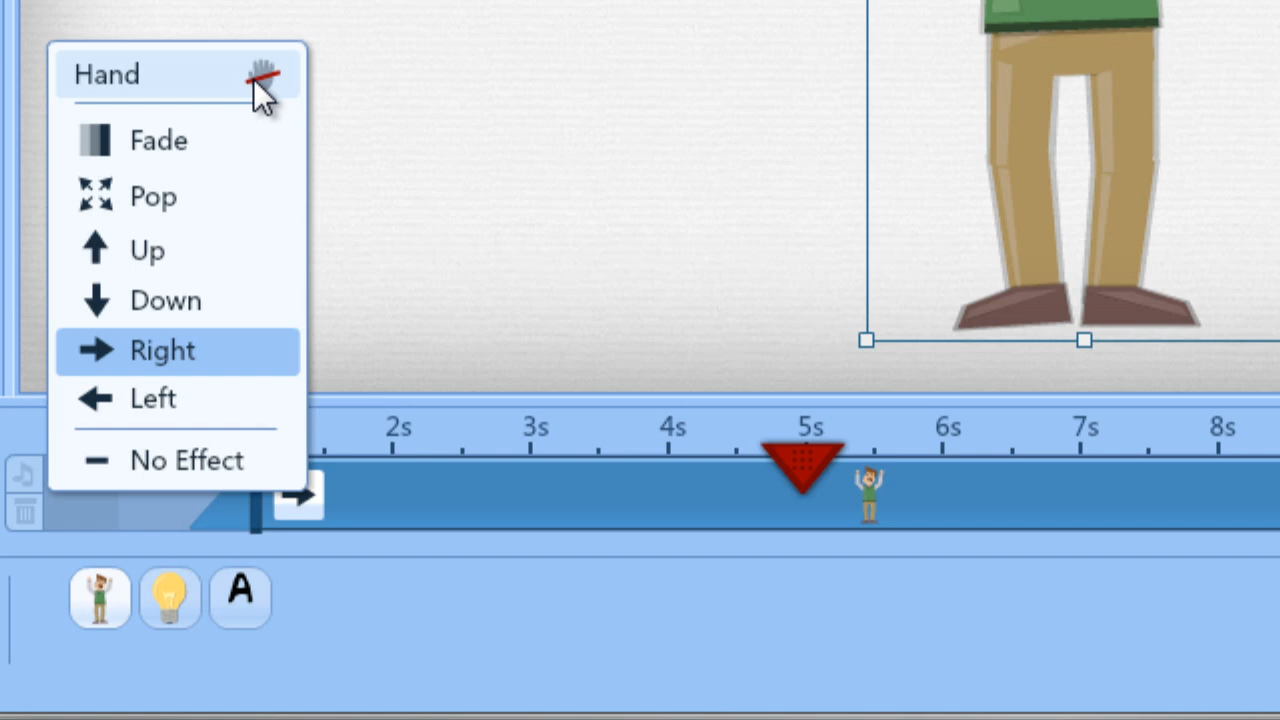 Hand
Fade
Pop
Up
Down
Right
Left
No Effect
2s 3s 4s 5s 6s 7s 8s
A